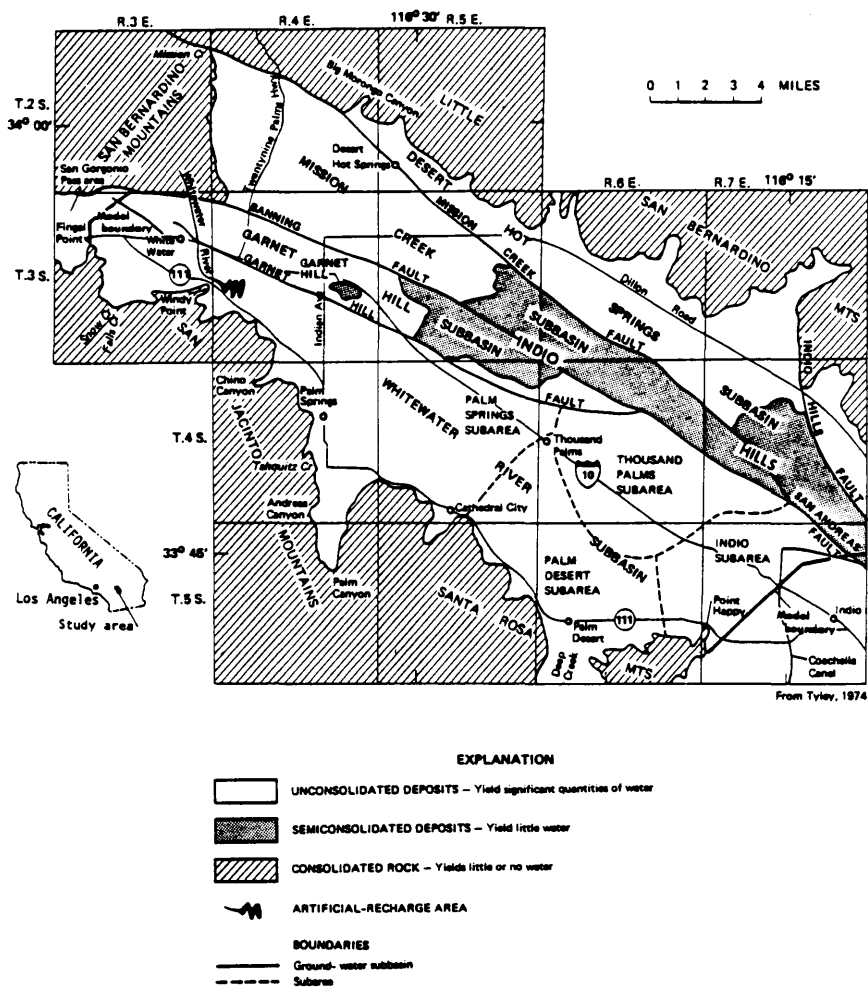 R.3 E.
R.4 E.
116° 30'
R.5 E.
Mission
Big Morongo Canyon
LITTLE
0 1 2 3 4 MILES
T.2 S.
34° 00'
SAN BERNARDINO
MOUNTAINS
Twentynine Palms Hwy
Desert
Hot Springs
MISSION
DESERT
San Gorgonio
Pass area
Whitewater
River
R.6 E.
R.7 E.
116° 15'
SAN
BERNARDINO
MTS
Fingal
Point
Model
boundary
White
Water
BANNING
FAULT
MISSION
CREEK
FAULT
HOT
SPRINGS
SUBBASIN
CREEK
SUBBASIN
GARNET
HILL
SUBBASIN
GARNET
HILL
FAULT
GARNET
HILL
T.3 S.
111
Windy
Point
Snow Cr
Falls Cr
Indian Ave
Dillon
Road
INDIO
HILLS
INDIO
HILLS
FAULT
SAN
JACINTO
MOUNTAINS
Chino
Canyon
Palm
Springs
WHITEWATER
RIVER
SUBBASIN
PALM
SPRINGS
SUBAREA
Thousand
Palms
T.4 S.
Tahquitz Cr
10
THOUSAND
PALMS
SUBAREA
Andreas
Canyon
Cathedral City
SAN ANDREAS
FAULT
33° 45'
INDIO
SUBAREA
PALM
DESERT
SUBAREA
Palm
Canyon
Point
Happy
Indio
T.5 S.
SANTA ROSA
MTS
Palm
Desert
111
Model
boundary
Deep
Creek
Coachella
Canal
CALIFORNIA
Los Angeles
Study area
From Tyley, 1974
EXPLANATION
UNCONSOLIDATED DEPOSITS – Yield significant quantities of water
SEMICONSOLIDATED DEPOSITS – Yield little water
CONSOLIDATED ROCK – Yields little or no water
ARTIFICIAL-RECHARGE AREA
BOUNDARIES
Ground-water subbasin
Subarea